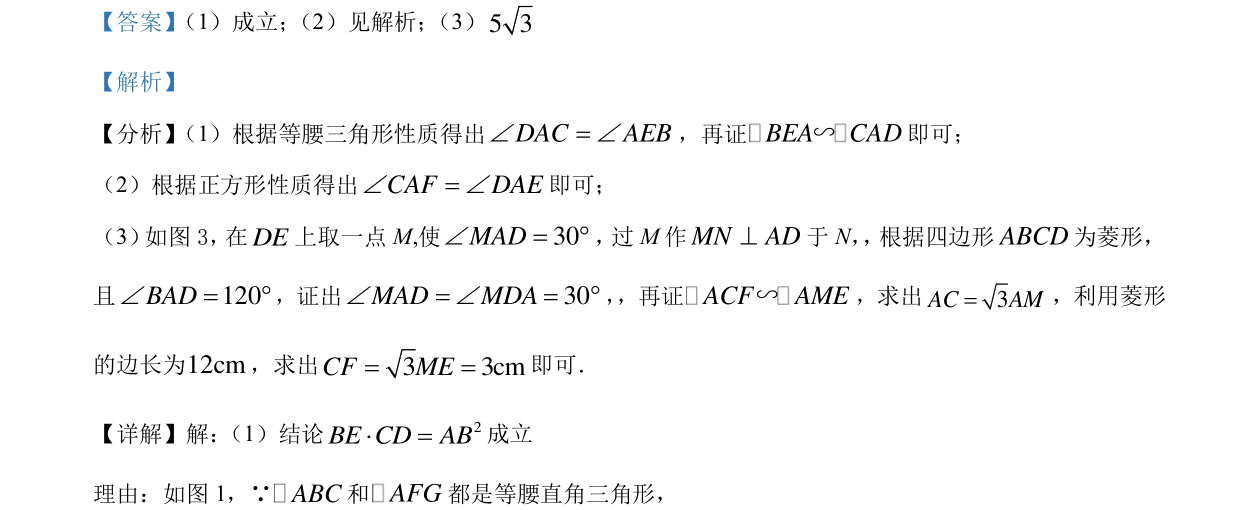 【答案】（1）成立；（2）见解析；（3）5√3
【解析】
【分析】（1）根据等腰三角形性质得出∠DAC = ∠AEB，再证□BEA∽□CAD即可；
（2）根据正方形性质得出∠CAF = ∠DAE即可；
（3）如图 3，在DE上取一点 M,使∠MAD = 30°，过 M 作MN ⊥ AD于 N，，根据四边形ABCD为菱形，
且∠BAD = 120°，证出∠MAD = ∠MDA = 30°，，再证□ACF∽□AME，求出AC = √3AM，利用菱形
的边长为12cm，求出CF = √3ME = 3cm即可．
【详解】解：（1）结论BE·CD = AB²成立
理由：如图 1，∵□ABC和□AFG都是等腰直角三角形，